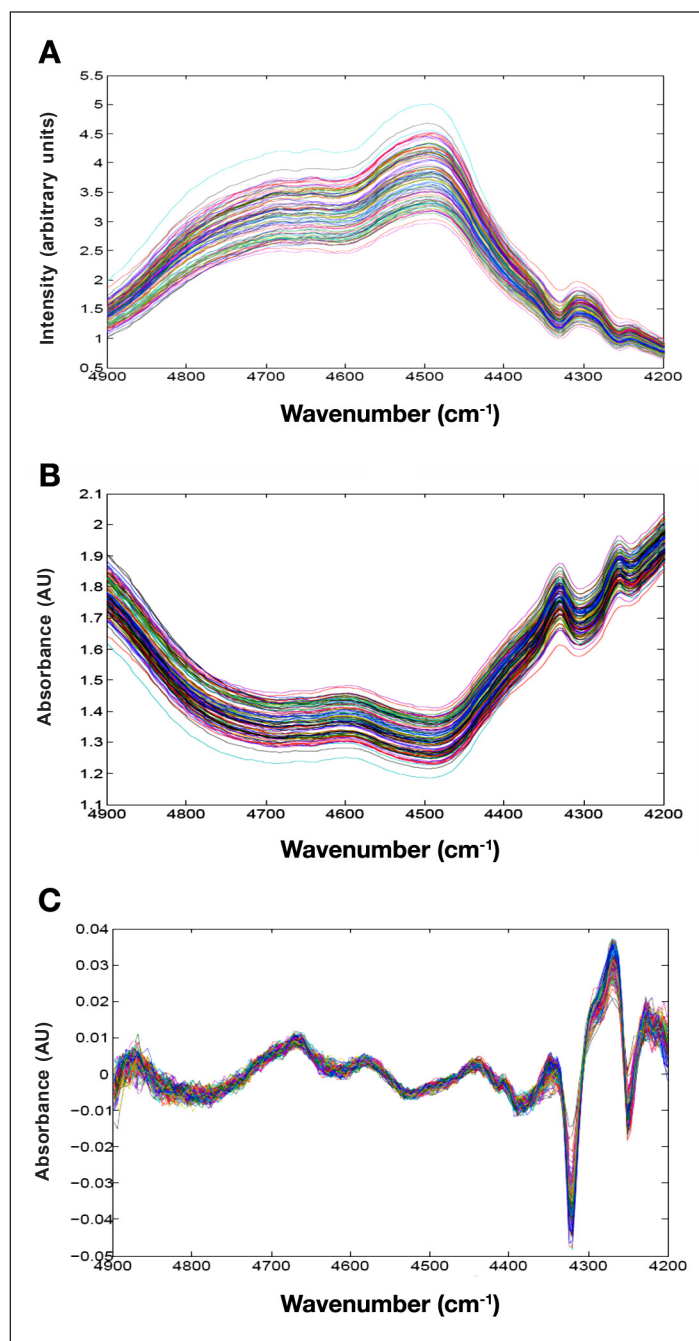 A
5.5
5
4.5
4
3.5
3
2.5
2
1.5
1
0.5
Intensity (arbitrary units)
4900 4800 4700 4600 4500 4400 4300 4200
Wavenumber (cm⁻¹)
B
2.1
2
1.9
1.8
1.7
1.6
1.5
1.4
1.3
1.2
1.1
Absorbance (AU)
4900 4800 4700 4600 4500 4400 4300 4200
Wavenumber (cm⁻¹)
C
0.04
0.03
0.02
0.01
0
−0.01
−0.02
−0.03
−0.04
−0.05
Absorbance (AU)
4900 4800 4700 4600 4500 4400 4300 4200
Wavenumber (cm⁻¹)